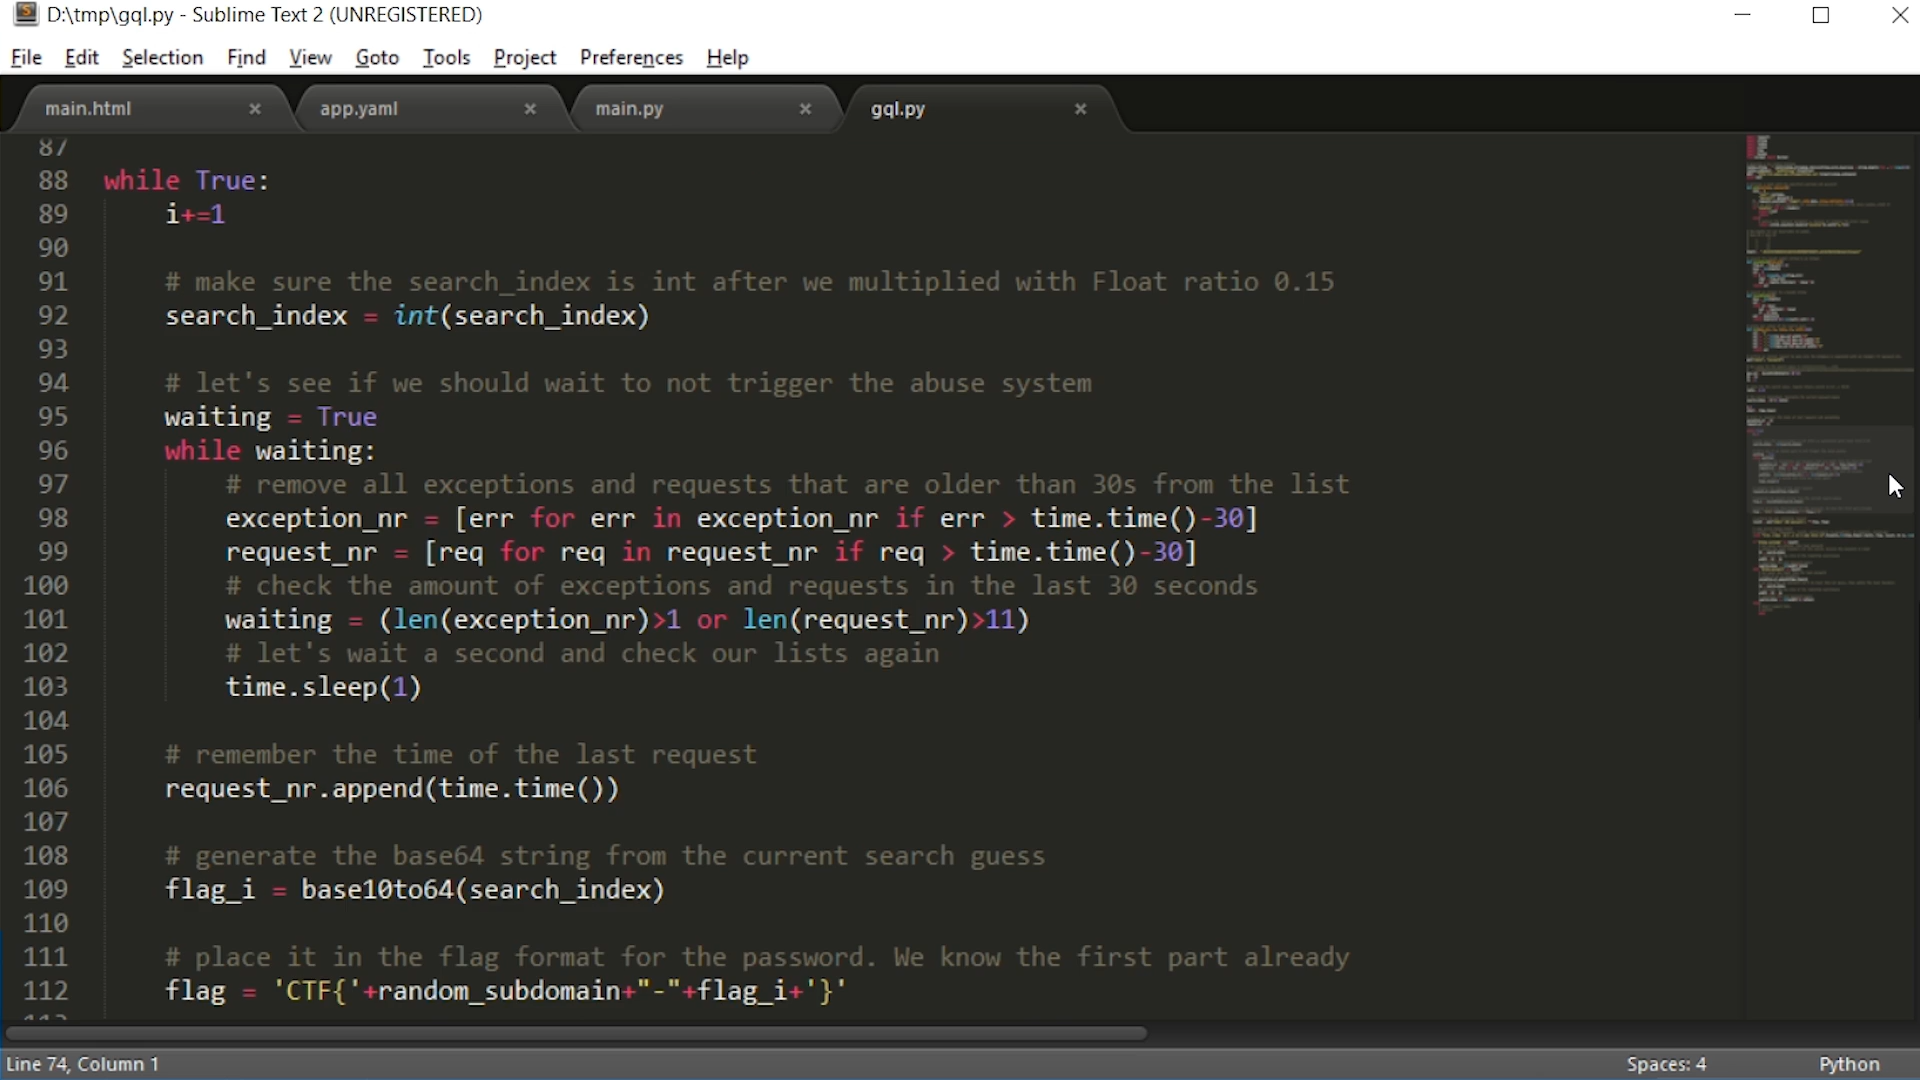 D:\tmp\gql.py - Sublime Text 2 (UNREGISTERED)
File Edit Selection Find View Goto Tools Project Preferences Help
main.html × app.yaml × main.py × gql.py ×
87
88 while True:
89 i+=1
90
91 # make sure the search_index is int after we multiplied with Float ratio 0.15
92 search_index = int(search_index)
93
94 # let's see if we should wait to not trigger the abuse system
95 waiting = True
96 while waiting:
97 # remove all exceptions and requests that are older than 30s from the list
98 exception_nr = [err for err in exception_nr if err > time.time()-30]
99 request_nr = [req for req in request_nr if req > time.time()-30]
100 # check the amount of exceptions and requests in the last 30 seconds
101 waiting = (len(exception_nr)>1 or len(request_nr)>11)
102 # let's wait a second and check our lists again
103 time.sleep(1)
104
105 # remember the time of the last request
106 request_nr.append(time.time())
107
108 # generate the base64 string from the current search guess
109 flag_i = base10to64(search_index)
110
111 # place it in the flag format for the password. We know the first part already
112 flag = 'CTF{'+random_subdomain+"-"+flag_i+'}'
Line 74, Column 1 Spaces: 4 Python